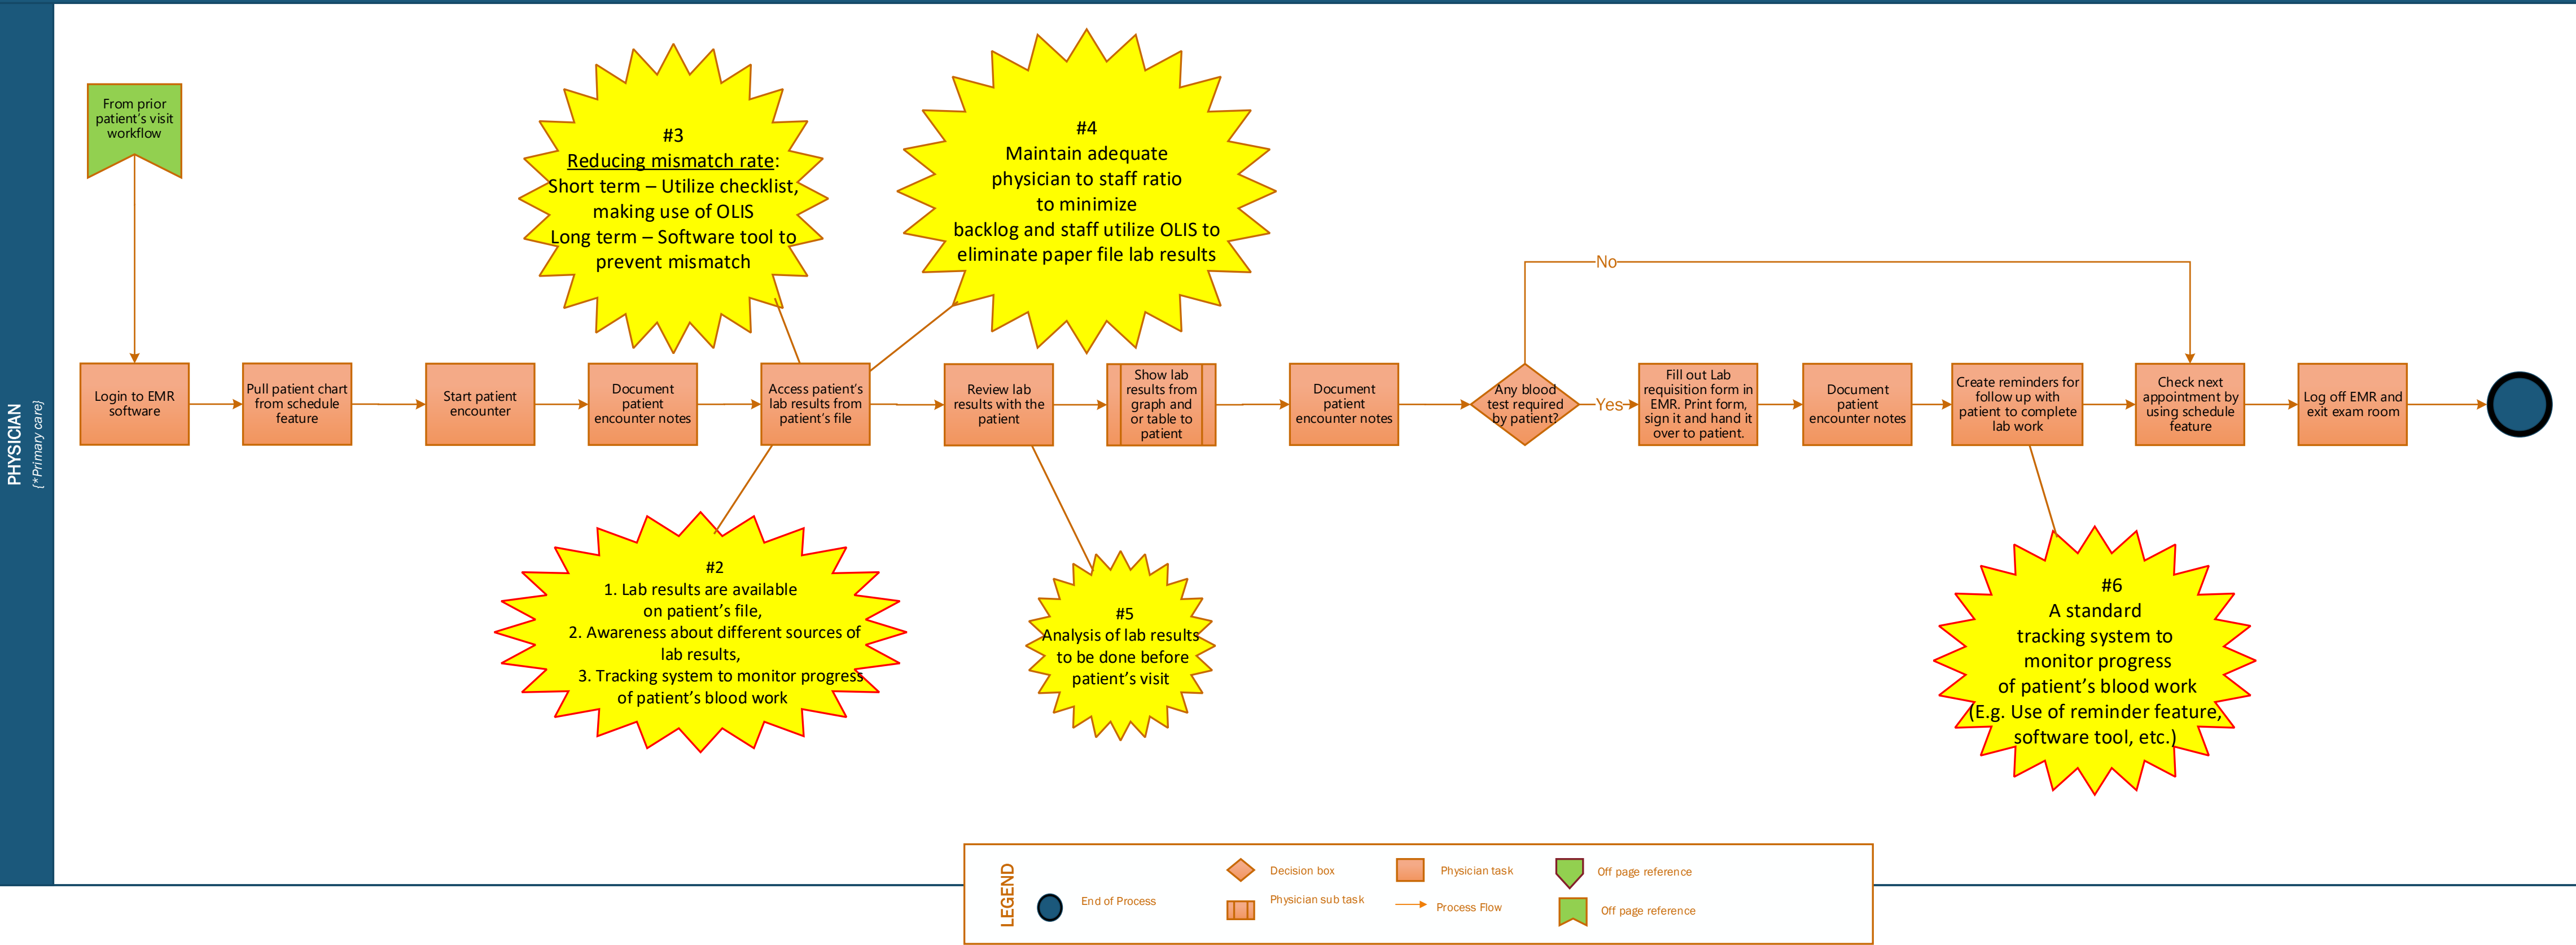 PHYSICIAN
{*Primary care}
From prior
patient's visit
workflow
#3
Reducing mismatch rate:
Short term – Utilize checklist,
making use of OLIS
Long term – Software tool to
prevent mismatch
#4
Maintain adequate
physician to staff ratio
to minimize
backlog and staff utilize OLIS to
eliminate paper file lab results
No
Login to EMR
software
Pull patient chart
from schedule
feature
Start patient
encounter
Document
patient
encounter notes
Access patient's
lab results from
patient's file
Review lab
results with the
patient
Show lab
results from
graph and
or table to
patient
Document
patient
encounter notes
Any blood
test required
by patient?
Yes
Fill out Lab
requisition form in
EMR. Print form,
sign it and hand it
over to patient.
Document
patient
encounter notes
Create reminders for
follow up with
patient to complete
lab work
Check next
appointment by
using schedule
feature
Log off EMR and
exit exam room
#2
1. Lab results are available
on patient's file,
2. Awareness about different sources of
lab results,
3. Tracking system to monitor progress
of patient's blood work
#5
Analysis of lab results
to be done before
patient's visit
#6
A standard
tracking system to
monitor progress
of patient's blood work
(E.g. Use of reminder feature,
software tool, etc.)
LEGEND
End of Process
Decision box
Physician sub task
Physician task
Process Flow
Off page reference
Off page reference